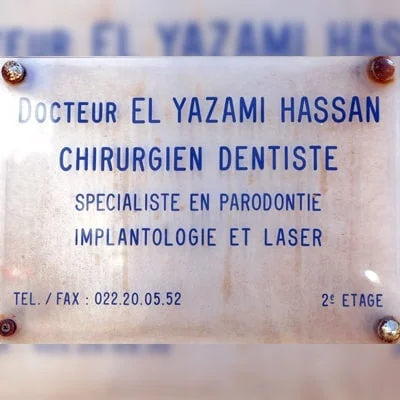 DOCTEUR EL YAZAMI HASSAN
CHIRURGIEN DENTISTE
SPECIALISTE EN PARODONTIE
IMPLANTOLOGIE ET LASER
TEL. / FAX : 022.20.05.52 2e ETAGE